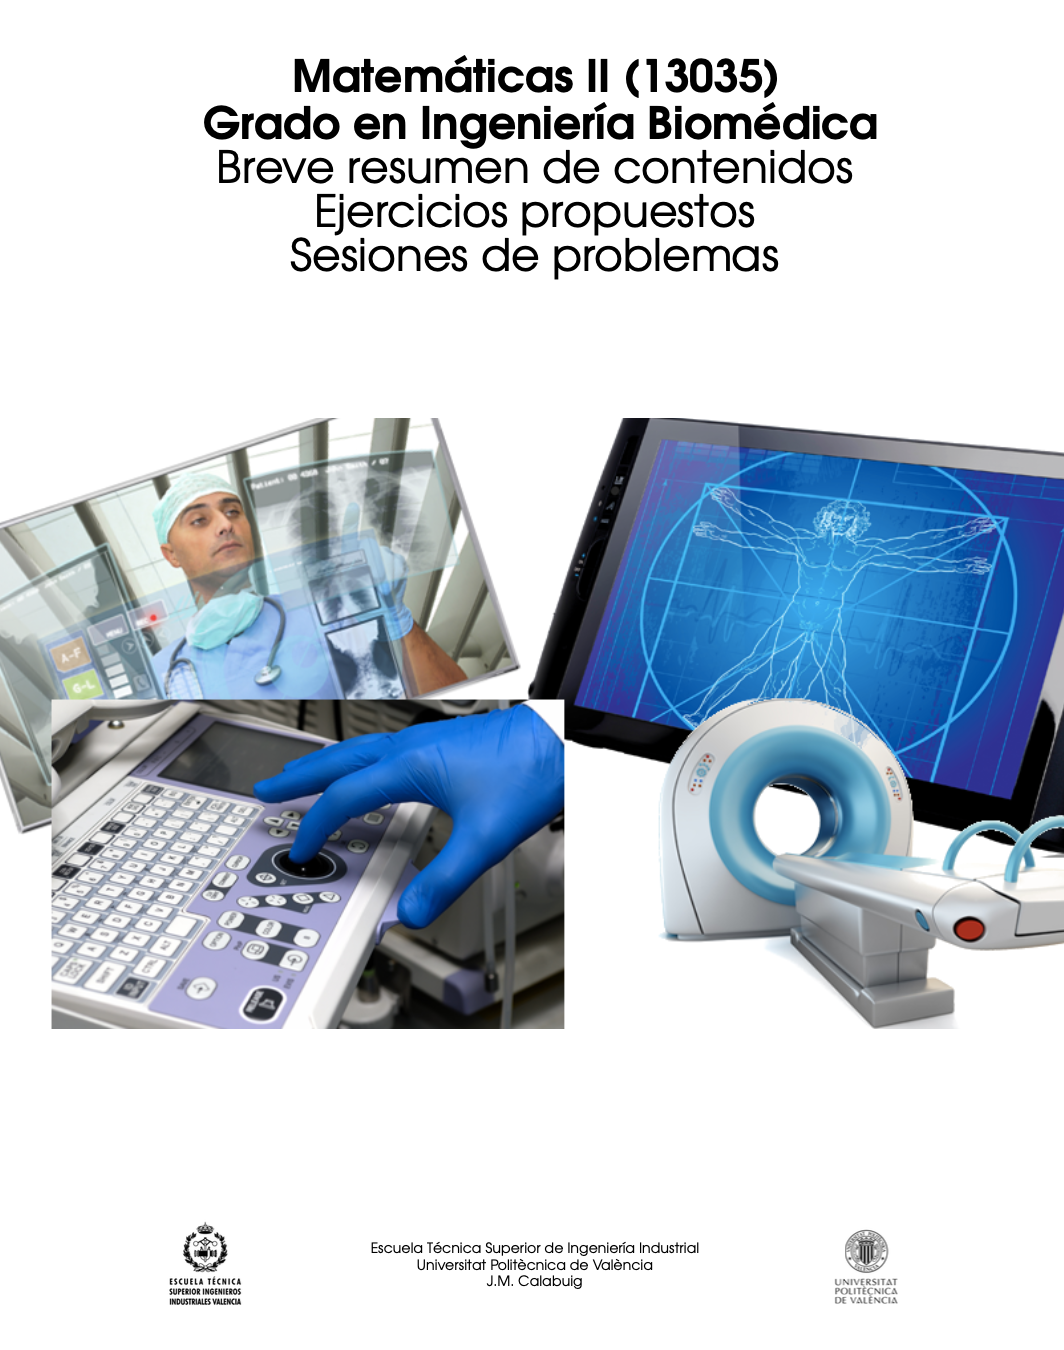 Matemáticas II (13035)
Grado en Ingeniería Biomédica
Breve resumen de contenidos
Ejercicios propuestos
Sesiones de problemas
A-F
G-L
MENU
Escuela Técnica Superior de Ingeniería Industrial
Universitat Politècnica de València
J.M. Calabuig
ESCUELA TÉCNICA
SUPERIOR INGENIEROS
INDUSTRIALES VALENCIA
UNIVERSITAT
POLITÈCNICA
DE VALÈNCIA